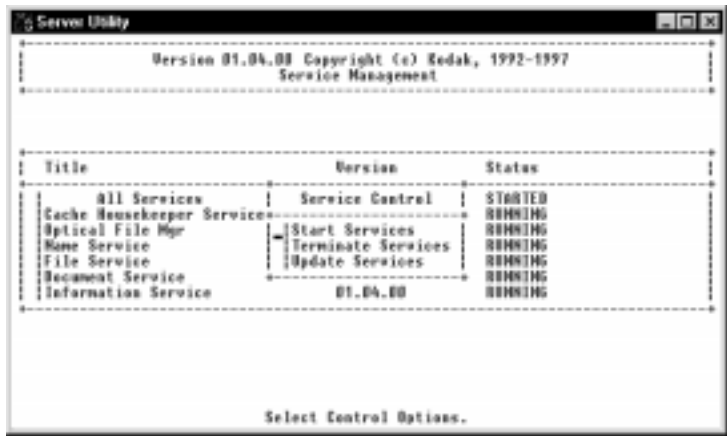 Server Utility
Version 01.04.00 Copyright (c) Kodak, 1992-1997
Service Management
Title Version Status
All Services Service Control STARTED
Cache Housekeeper Service RUNNING
Optical File Mgr Start Services RUNNING
Name Service Terminate Services RUNNING
File Service Update Services RUNNING
Document Service RUNNING
Information Service 01.04.00 RUNNING
Select Control Options.